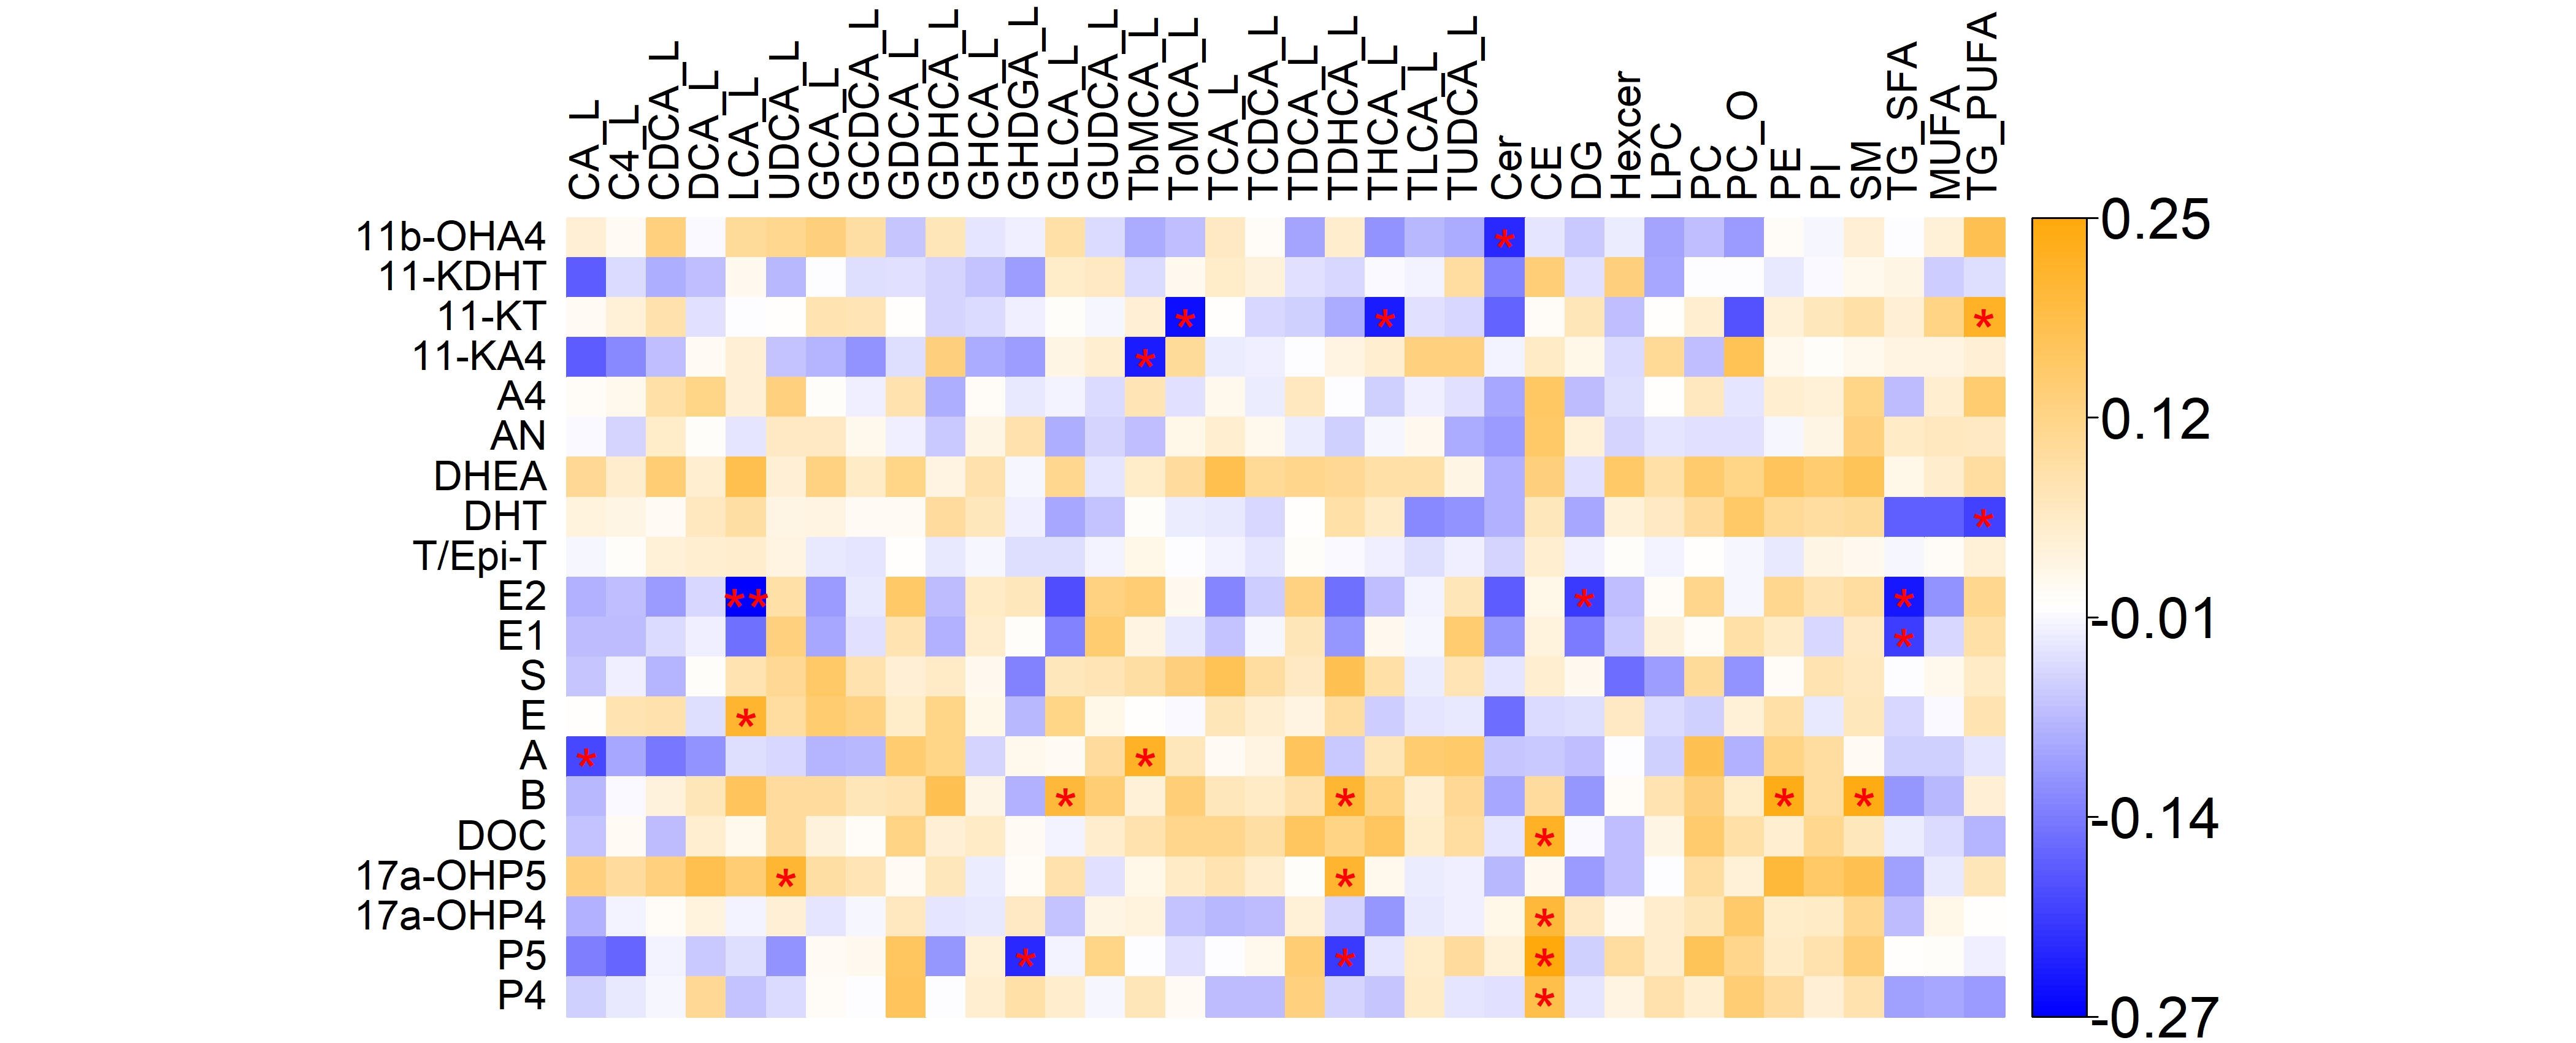 CA_L
C4_L
CDCA_L
DCA_L
LCA_L
UDCA_L
GCA_L
GCDCA_L
GDCA_L
GDHCA_L
GHCA_L
GHDGA_L
GLCA_L
GUDCA_L
TbMCA_L
ToMCA_L
TCA_L
TCDCA_L
TDCA_L
TDHCA_L
THCA_L
TLCA_L
TUDCA_L
Cer
CE
DG
Hexcer
LPC
PC
PC_O
PE
PI
SM
TG_SFA
MUFA
TG_PUFA
11b-OHA4 *
11-KDHT
11-KT * * *
11-KA4 *
A4
AN
DHEA
DHT *
T/Epi-T
E2 ** * *
E1 *
S
E *
A * *
B * * * *
DOC *
17a-OHP5 * *
17a-OHP4 *
P5 * * *
P4 *
0.25
0.12
-0.01
-0.14
-0.27